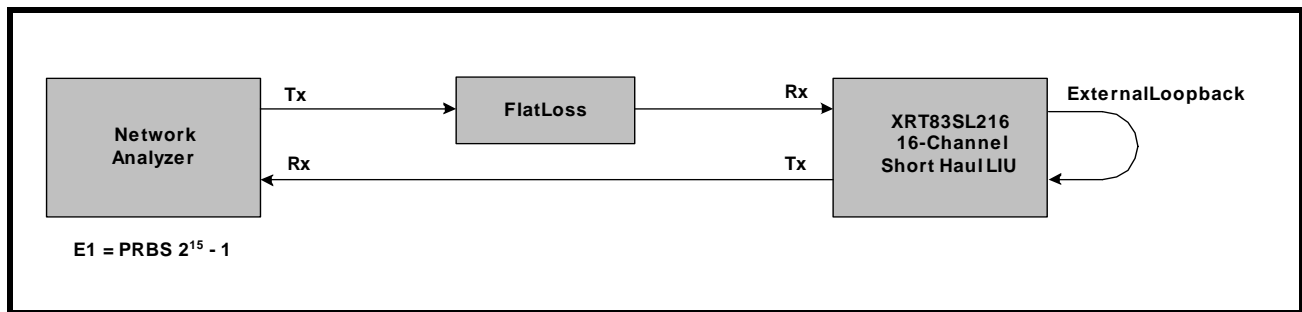 Network
Analyzer
Tx
FlatLoss
Rx
Rx
Tx
XRT83SL216
16-Channel
Short Haul LIU
ExternalLoopback
E1 = PRBS 2¹⁵ - 1